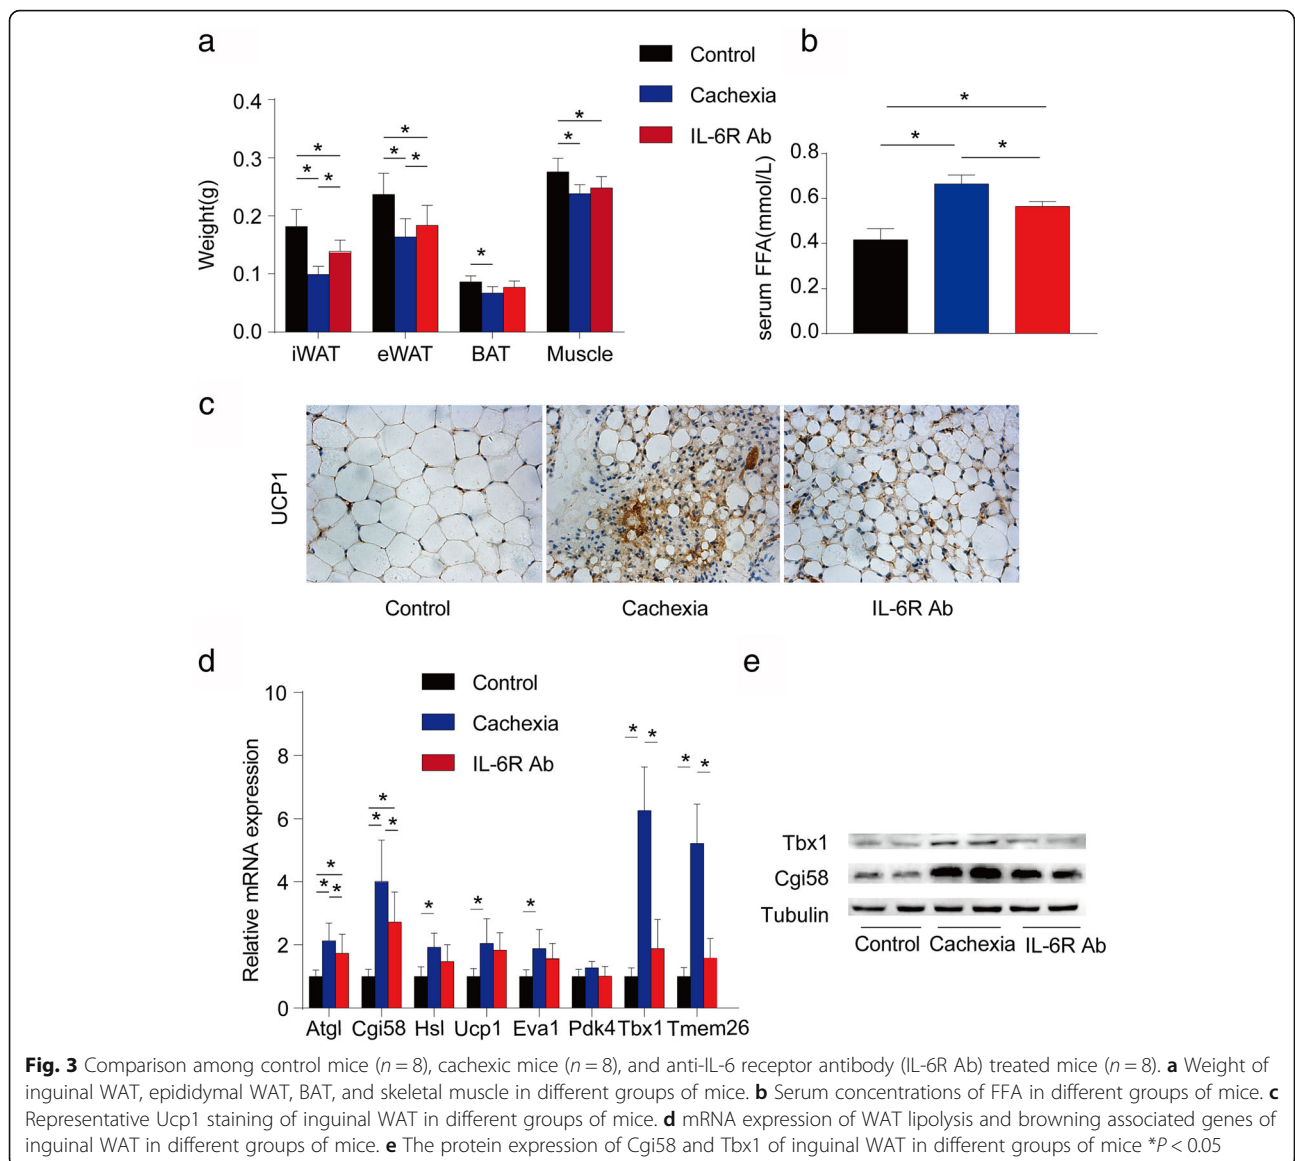 a
Control
Cachexia
IL-6R Ab
Weight(g)
0.4
0.3
0.2
0.1
0.0
* * *
* * *
*
* *
iWAT eWAT BAT Muscle
b
serum FFA(mmol/L)
0.8
0.6
0.4
0.2
0.0
*
* *
c
UCP1
Control Cachexia IL-6R Ab
d
Control
Cachexia
IL-6R Ab
Relative mRNA expression
10
8
6
4
2
0
* * *
* * *
*
*
*
* *
* *
Atgl Cgi58 Hsl Ucp1 Eva1 Pdk4 Tbx1 Tmem26
e
Tbx1
Cgi58
Tubulin
Control Cachexia IL-6R Ab
Fig. 3 Comparison among control mice (n = 8), cachexic mice (n = 8), and anti-IL-6 receptor antibody (IL-6R Ab) treated mice (n = 8). a Weight of
inguinal WAT, epididymal WAT, BAT, and skeletal muscle in different groups of mice. b Serum concentrations of FFA in different groups of mice. c
Representative Ucp1 staining of inguinal WAT in different groups of mice. d mRNA expression of WAT lipolysis and browning associated genes of
inguinal WAT in different groups of mice. e The protein expression of Cgi58 and Tbx1 of inguinal WAT in different groups of mice *P < 0.05